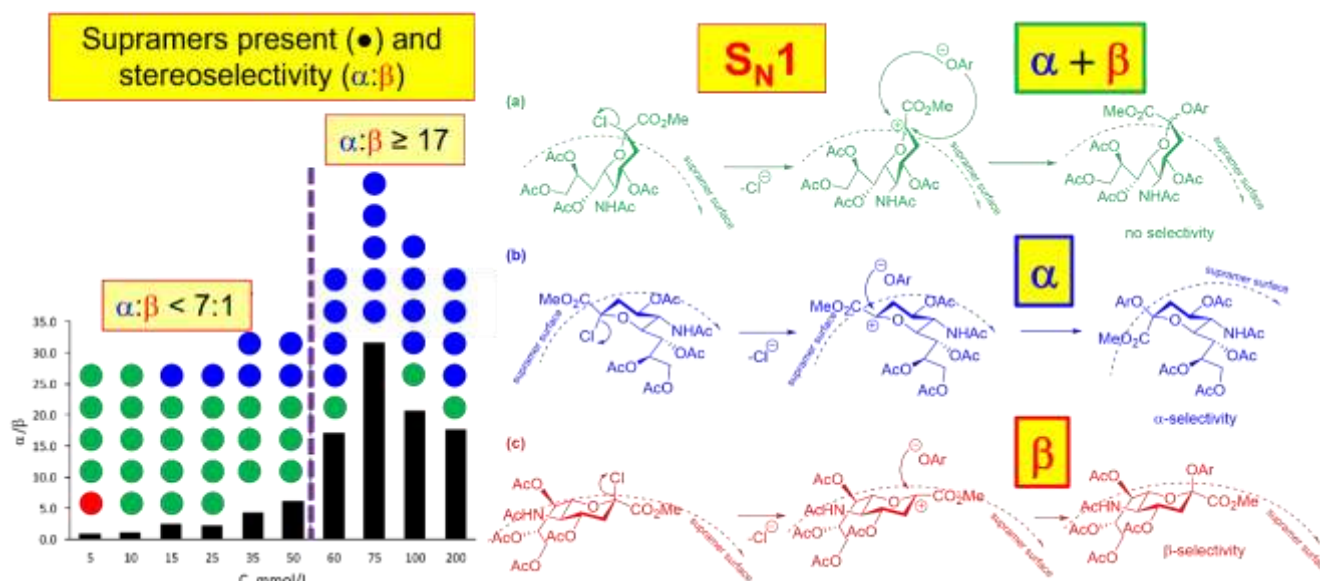 Supramers present (●) and
stereoselectivity (α:β)
α:β ≥ 17
α:β < 7:1
α/β
35.0
30.0
25.0
20.0
15.0
10.0
5.0
0.0
5 10 15 25 35 50 60 75 100 200
C, mmol/l
S_N1
α + β
(a)
Cl
CO2Me
O
AcO
AcO
AcO
OAc
NHAc
supramer surface
-Cl⊖
⊖
OAr
CO2Me
⊕
O
AcO
AcO
AcO
OAc
NHAc
supramer surface
MeO2C
OAr
O
AcO
AcO
AcO
OAc
NHAc
supramer surface
no selectivity
(b)
α
MeO2C
OAc
Cl
O
NHAc
OAc
AcO
AcO
supramer surface
-Cl⊖
⊖
OAr
MeO2C
OAc
⊕
O
NHAc
OAc
AcO
AcO
supramer surface
supramer surface
ArO
OAc
MeO2C
O
NHAc
OAc
AcO
AcO
α-selectivity
(c)
β
Cl
AcO
O
AcHN
CO2Me
AcO
AcO
AcO
supramer surface
-Cl⊖
⊖
OAr
AcO
O
AcHN
CO2Me
⊕
AcO
AcO
AcO
supramer surface
OAr
AcO
O
AcHN
CO2Me
AcO
AcO
AcO
supramer surface
β-selectivity